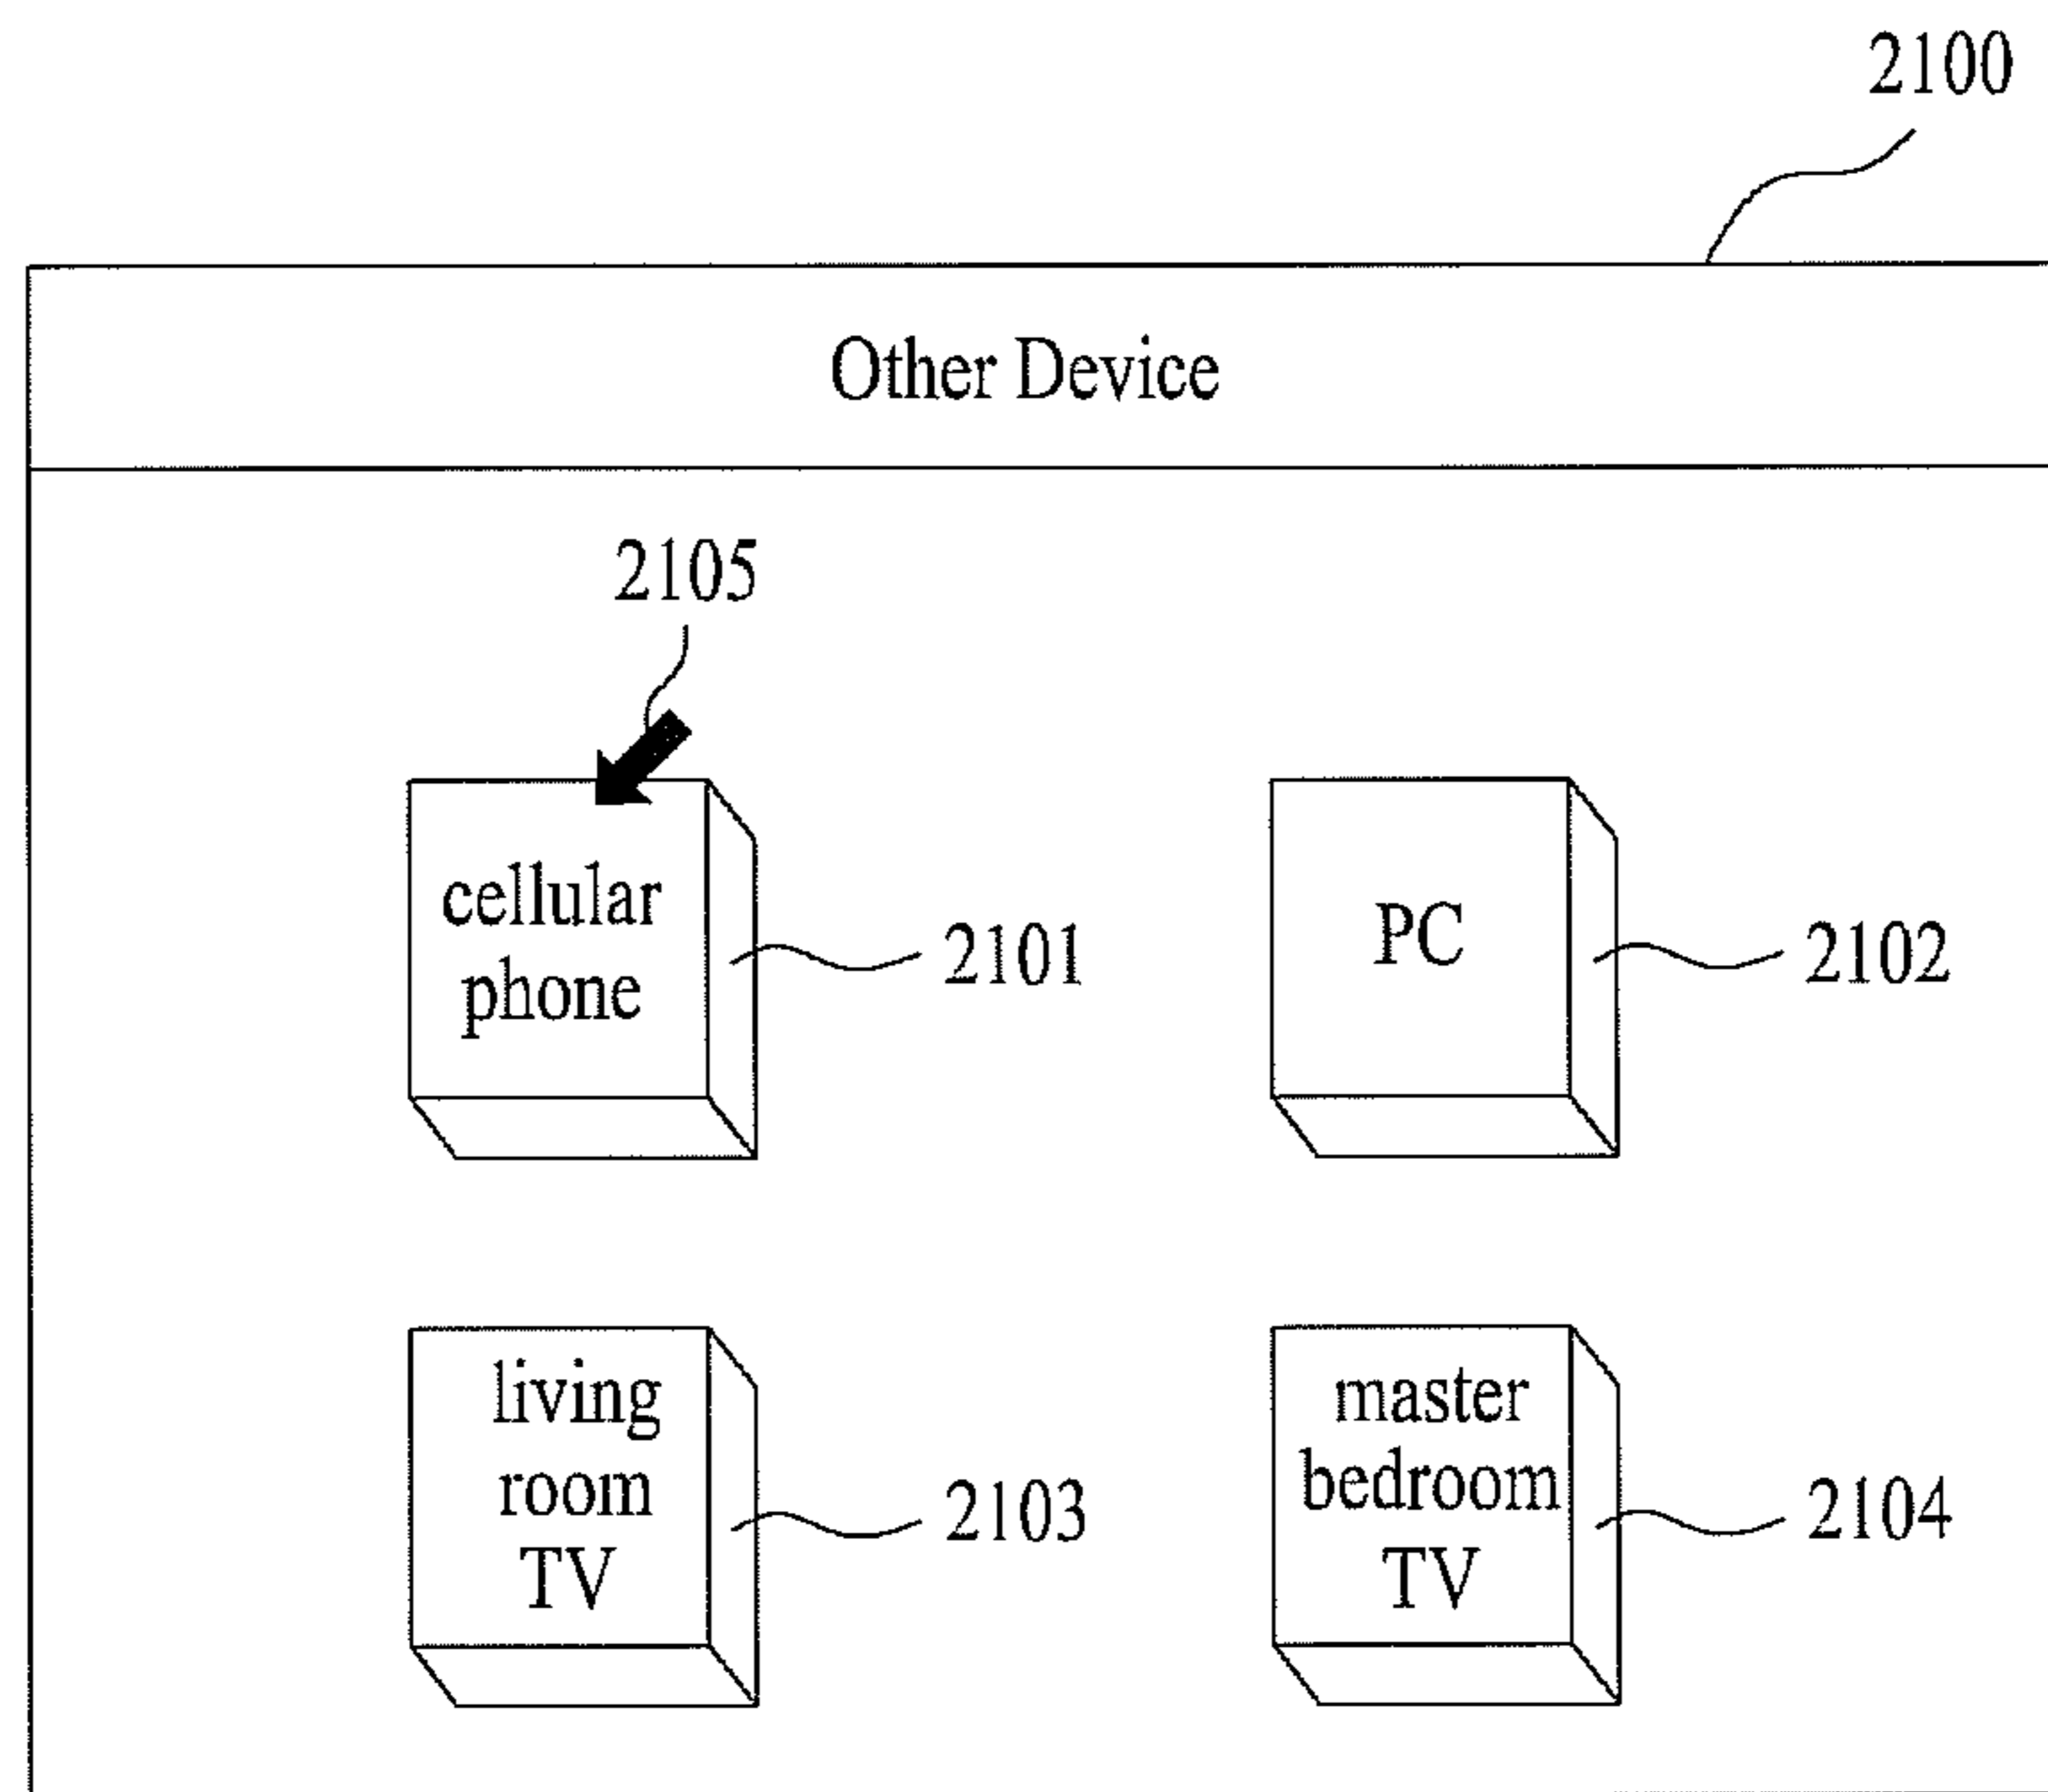 2100
Other Device
2105
cellular
phone
2101
PC
2102
living
room
TV
2103
master
bedroom
TV
2104